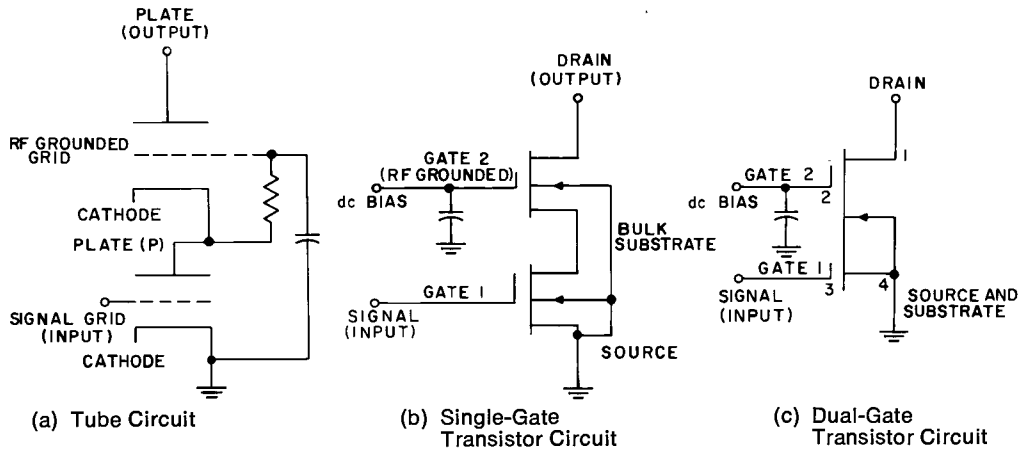 PLATE
(OUTPUT)
RF GROUNDED
GRID
CATHODE
PLATE (P)
SIGNAL GRID
(INPUT)
CATHODE
(a) Tube Circuit
DRAIN
(OUTPUT)
GATE 2
(RF GROUNDED)
dc BIAS
BULK
SUBSTRATE
GATE 1
SIGNAL
(INPUT)
SOURCE
(b) Single-Gate
Transistor Circuit
DRAIN
1
GATE 2
2
dc BIAS
GATE 1
3
4
SIGNAL
(INPUT)
SOURCE AND
SUBSTRATE
(c) Dual-Gate
Transistor Circuit